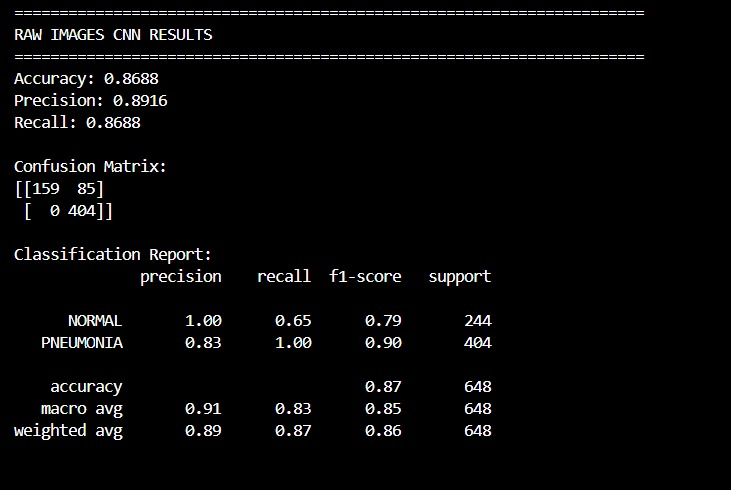 ======================================================================
RAW IMAGES CNN RESULTS
======================================================================
Accuracy: 0.8688
Precision: 0.8916
Recall: 0.8688

Confusion Matrix:
[[159  85]
 [  0 404]]

Classification Report:
              precision    recall  f1-score   support

      NORMAL       1.00      0.65      0.79       244
   PNEUMONIA       0.83      1.00      0.90       404

    accuracy                           0.87       648
   macro avg       0.91      0.83      0.85       648
weighted avg       0.89      0.87      0.86       648